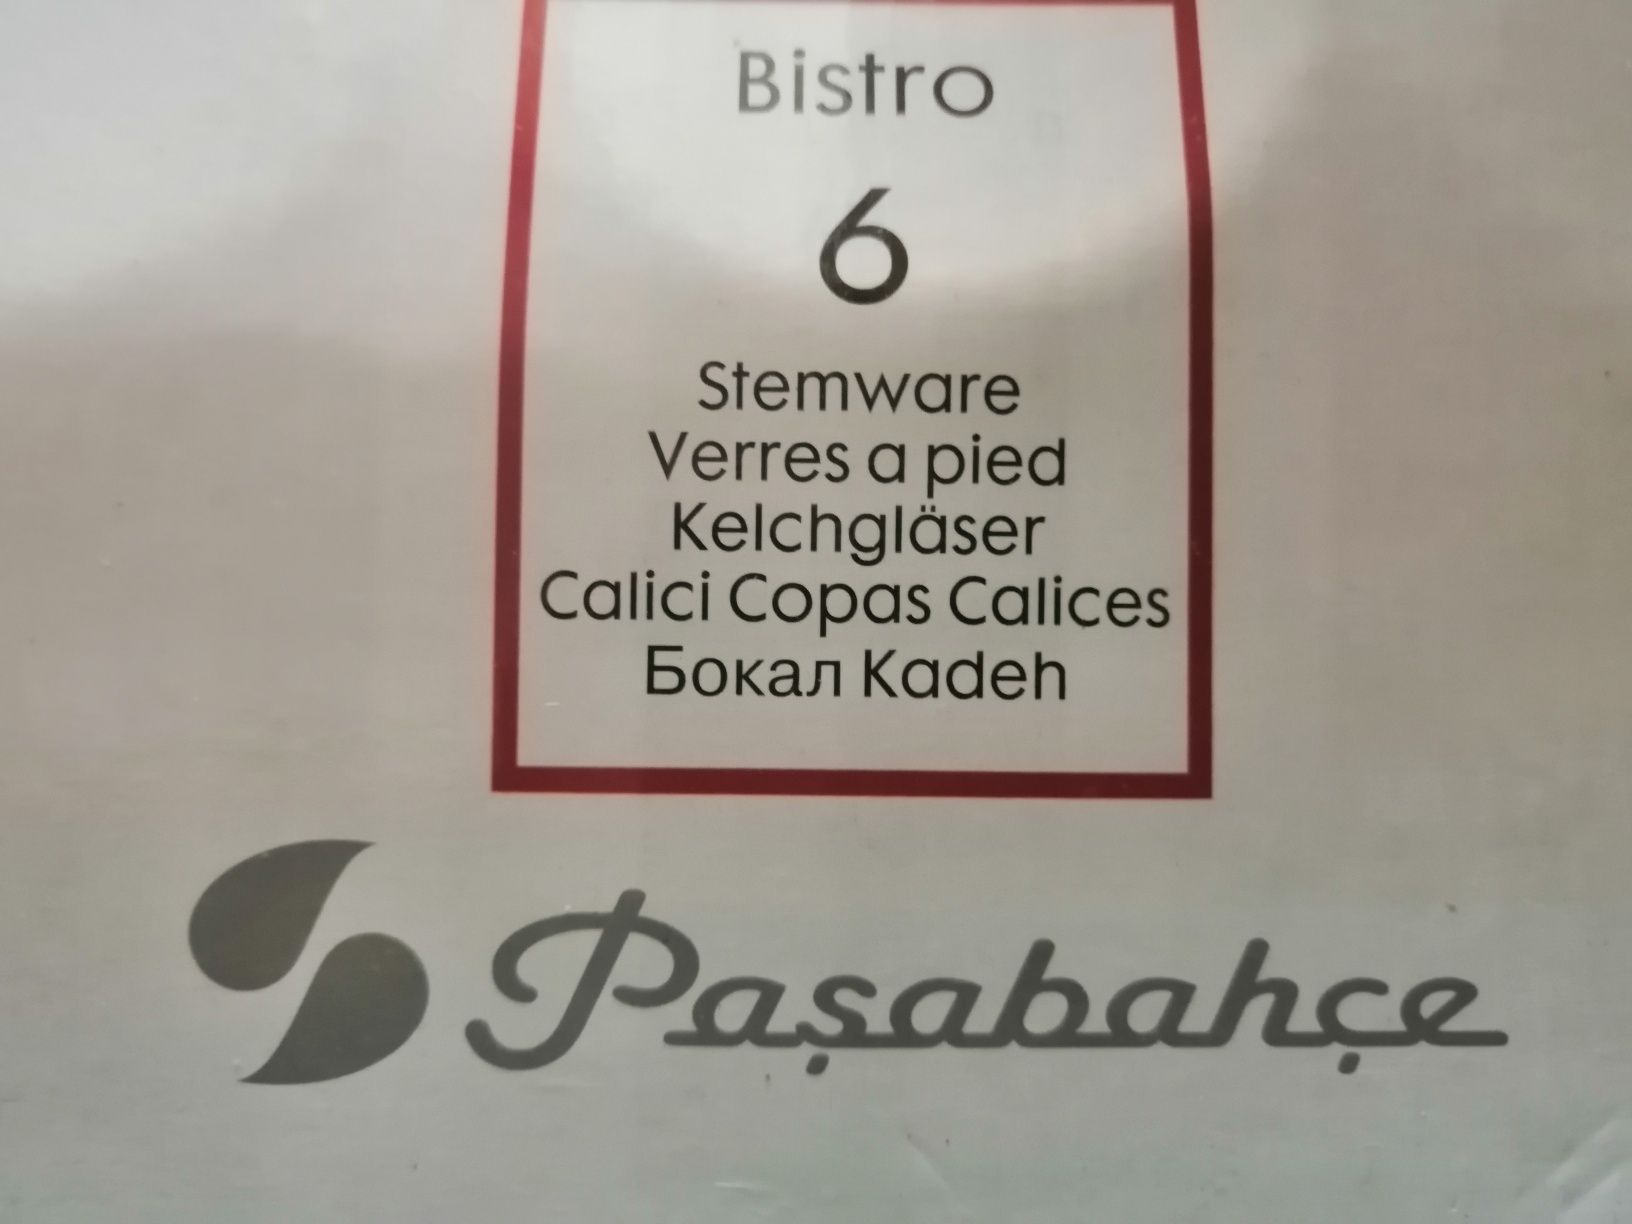 Bistro
6
Stemware
Verres a pied
Kelchgläser
Calici Copas Calices
Бокал Kadeh
Paşabahçe